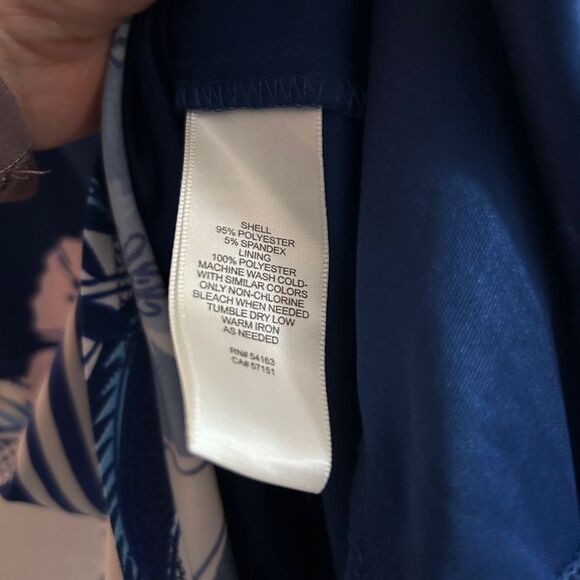 SHELL
95% POLYESTER
5% SPANDEX
LINING
100% POLYESTER
MACHINE WASH COLD-
WITH SIMILAR COLORS
ONLY NON-CHLORINE
BLEACH WHEN NEEDED
TUMBLE DRY LOW
WARM IRON
AS NEEDED
RN# 54163
CA# 57151